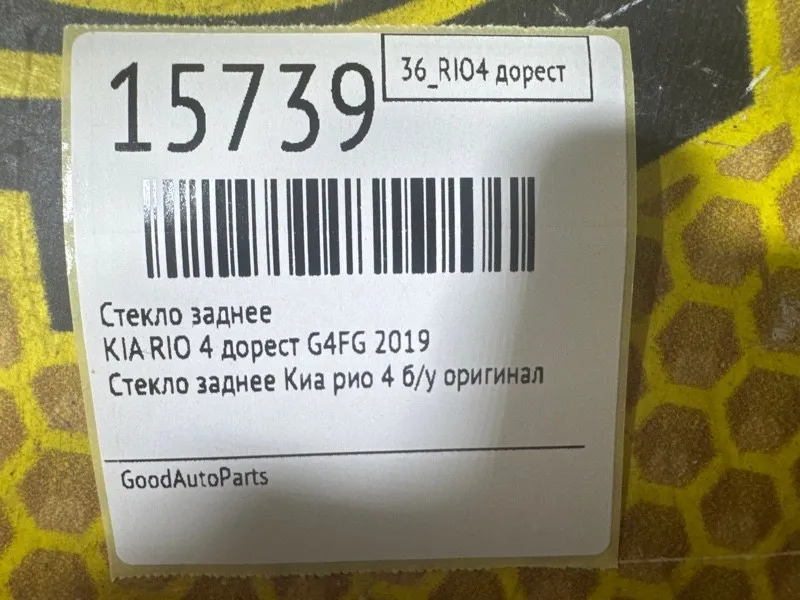 15739
36_RIO4 дорест
Стекло заднее
KIA RIO 4 дорест G4FG 2019
Стекло заднее Киа рио 4 б/у оригинал
GoodAutoParts